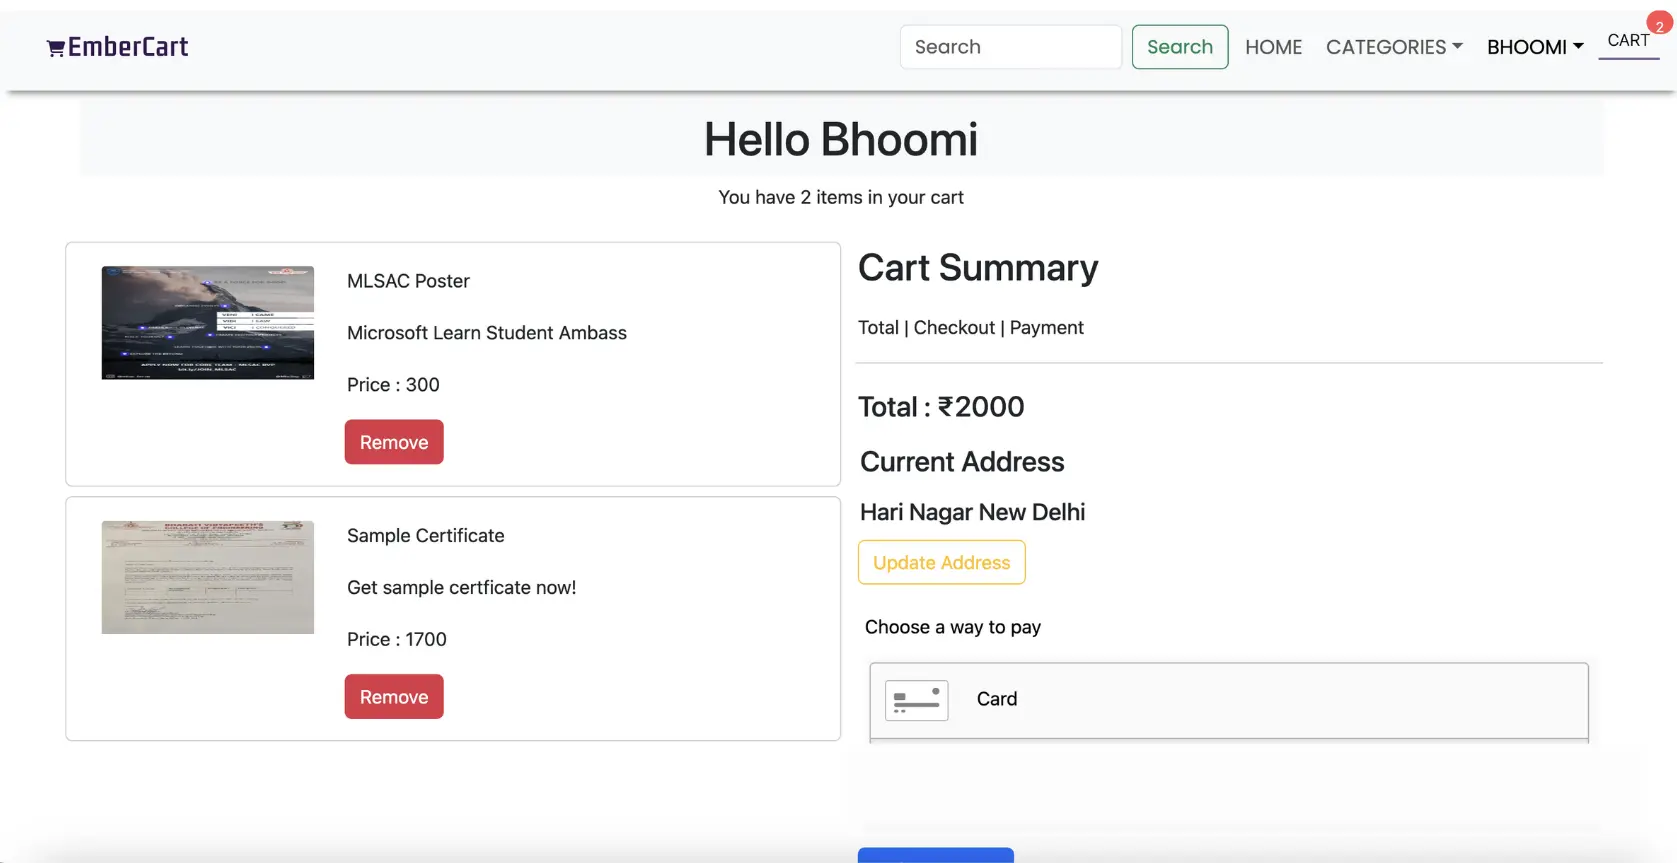 EmberCart
Search
Search
HOME
CATEGORIES
BHOOMI
CART
2
Hello Bhoomi
You have 2 items in your cart
MLSAC Poster
Microsoft Learn Student Ambass
Price : 300
Remove
Sample Certificate
Get sample certficate now!
Price : 1700
Remove
Cart Summary
Total | Checkout | Payment
Total : ₹2000
Current Address
Hari Nagar New Delhi
Update Address
Choose a way to pay
Card